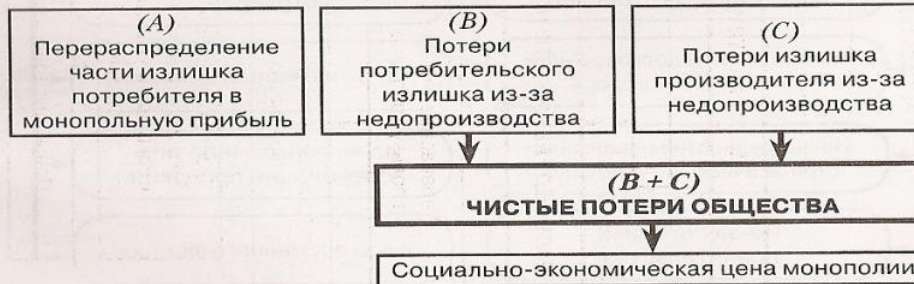 (A)
Перераспределение
части излишка
потребителя в
монопольную прибыль
(B)
Потери
потребительского
излишка из-за
недопроизводства
(C)
Потери излишка
производителя из-за
недопроизводства
(B + C)
ЧИСТЫЕ ПОТЕРИ ОБЩЕСТВА
Социально-экономическая цена монополии